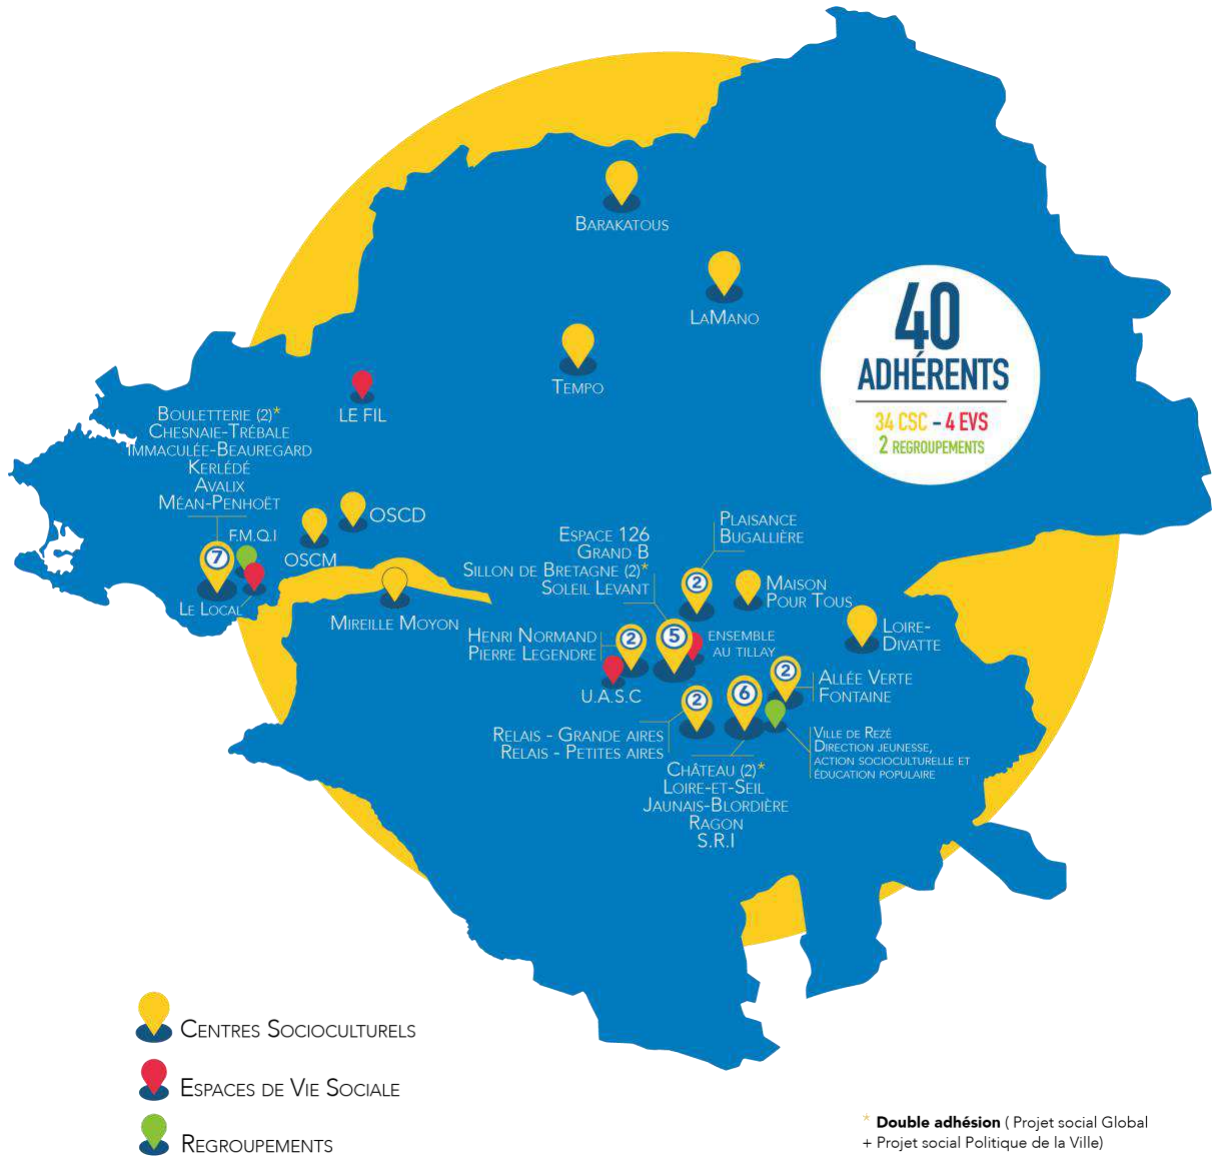 BARAKATOUS
LAMANO
TEMPO
40
ADHÉRENTS
34 CSC - 4 EVS
2 REGROUPEMENTS
LE FIL
BOULETTERIE (2)*
CHESNAIE-TRÉBALE
IMMACULÉE-BEAUREGARD
KERLÉDÉ
AVALIX
MÉAN-PENHOËT
7
F.M.Q.I
LE LOCAL
OSCM
OSCD
MIREILLE MOYON
ESPACE 126
GRAND B
SILLON DE BRETAGNE (2)*
SOLEIL LEVANT
5
PLAISANCE
BUGALLIÈRE
2
MAISON
POUR TOUS
LOIRE-
DIVATTE
HENRI NORMAND
PIERRE LEGENDRE
2
ENSEMBLE
AU TILLAY
U.A.S.C
2
ALLÉE VERTE
FONTAINE
RELAIS - GRANDE AIRES
RELAIS - PETITES AIRES
2
6
CHÂTEAU (2)*
LOIRE-ET-SEIL
JAUNAIS-BLORDIÈRE
RAGON
S.R.I
VILLE DE REZÉ
DIRECTION JEUNESSE,
ACTION SOCIOCULTURELLE ET
ÉDUCATION POPULAIRE
CENTRES SOCIOCULTURELS
ESPACES DE VIE SOCIALE
REGROUPEMENTS
* Double adhésion ( Projet social Global
+ Projet social Politique de la Ville)